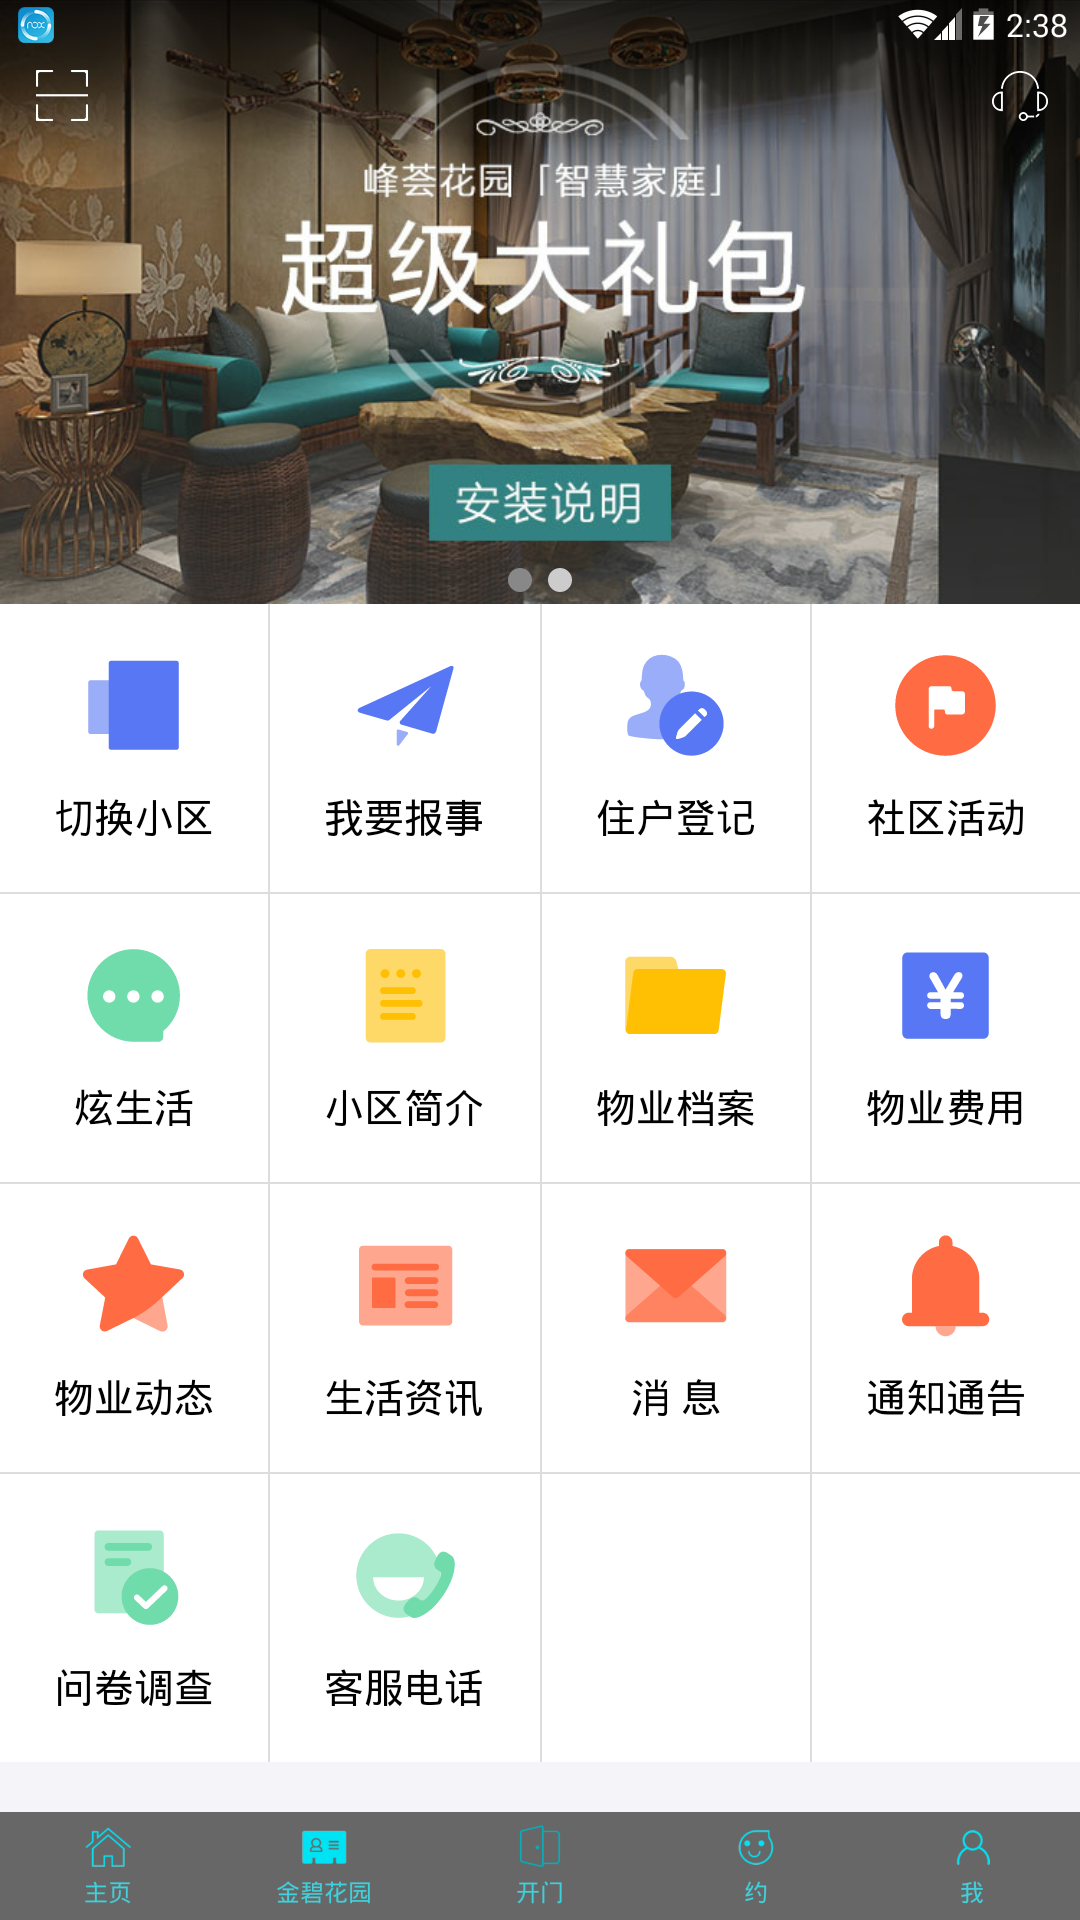 nox
2:38
峰荟花园「智慧家庭」
超级大礼包
安装说明
切换小区
我要报事
住户登记
社区活动
炫生活
小区简介
物业档案
物业费用
物业动态
生活资讯
消 息
通知通告
问卷调查
客服电话
主页
金碧花园
开门
约
我